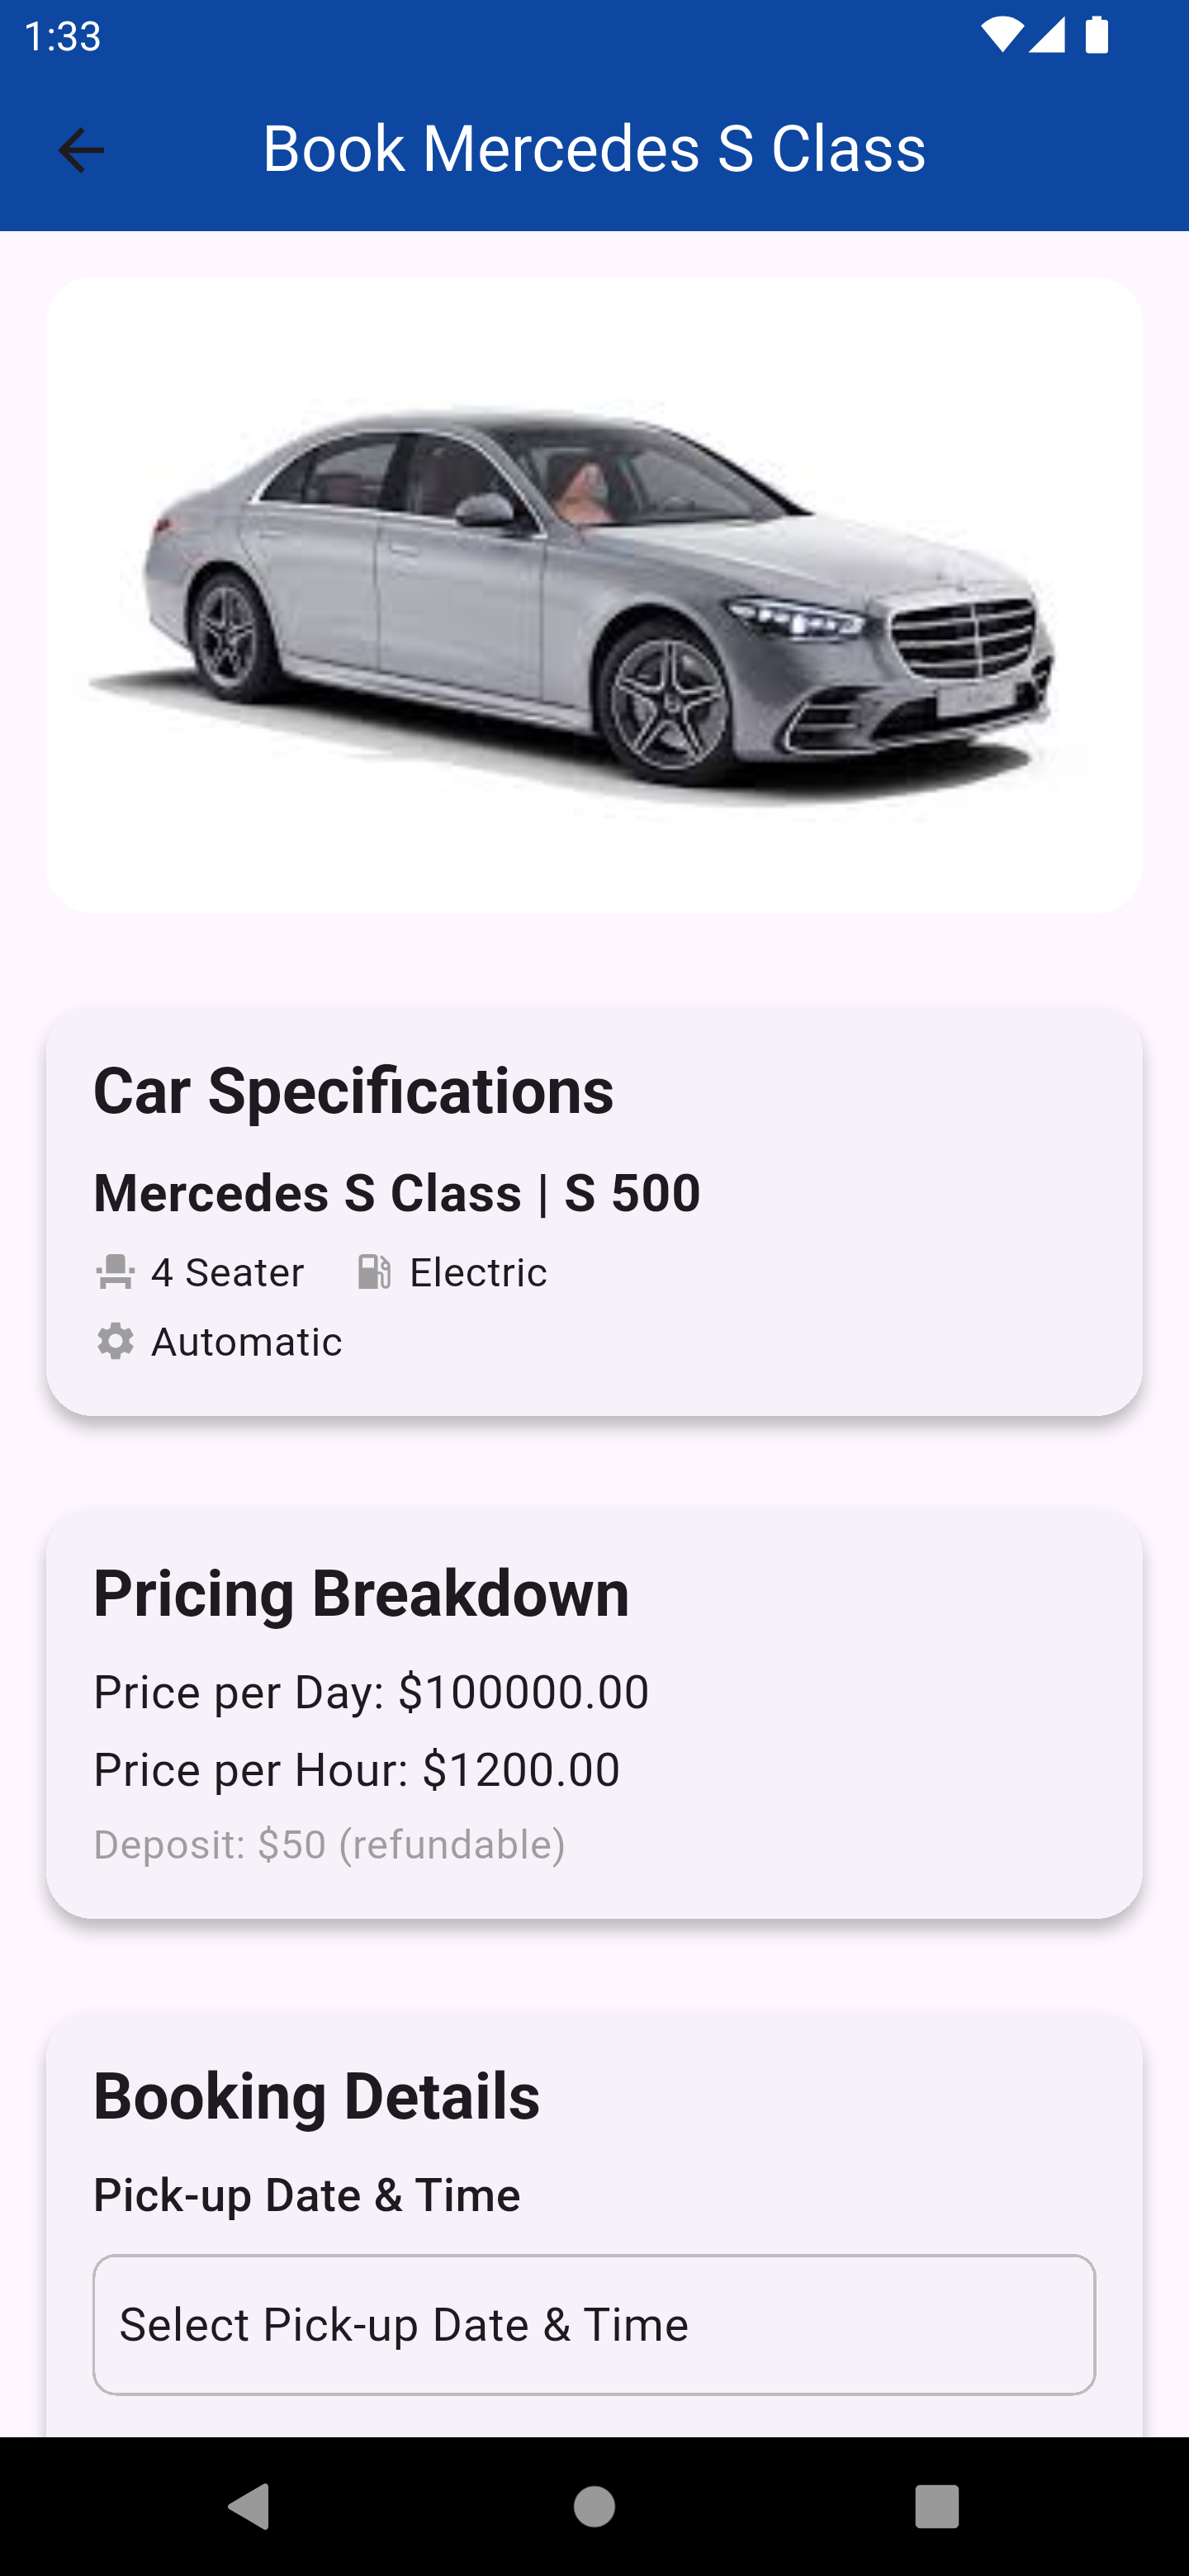 1:33
Book Mercedes S Class
Car Specifications
Mercedes S Class | S 500
4 Seater Electric
Automatic
Pricing Breakdown
Price per Day: $100000.00
Price per Hour: $1200.00
Deposit: $50 (refundable)
Booking Details
Pick-up Date & Time
Select Pick-up Date & Time